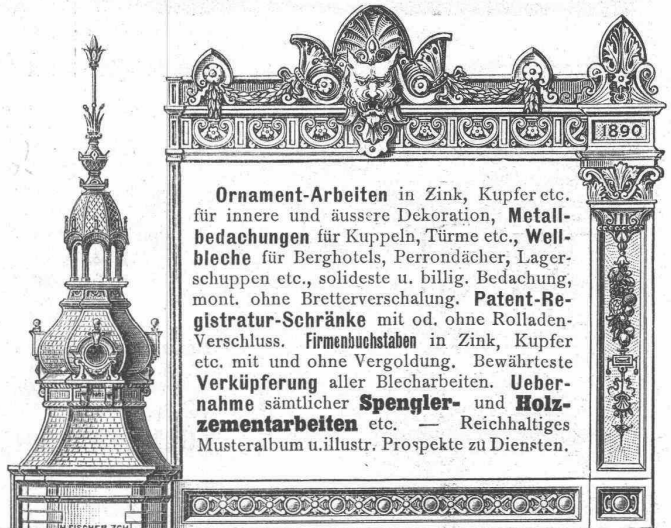 1890
Ornament-Arbeiten in Zink, Kupfer etc.
für innere und äussere Dekoration, Metall-
bedachungen für Kuppeln, Türme etc., Well-
bleche für Berghotels, Perrondächer, Lager-
schuppen etc., solideste u. billig. Bedachung,
mont. ohne Bretterverschalung. Patent-Re-
gistratur-Schränke mit od. ohne Rolladen-
Verschluss. Firmenbuchstaben in Zink, Kupfer
etc. mit und ohne Vergoldung. Bewährteste
Verküpferung aller Blecharbeiten. Ueber-
nahme sämtlicher Spengler- und Holz-
zementarbeiten etc. — Reichhaltiges
Musteralbum u. illustr. Prospekte zu Diensten.